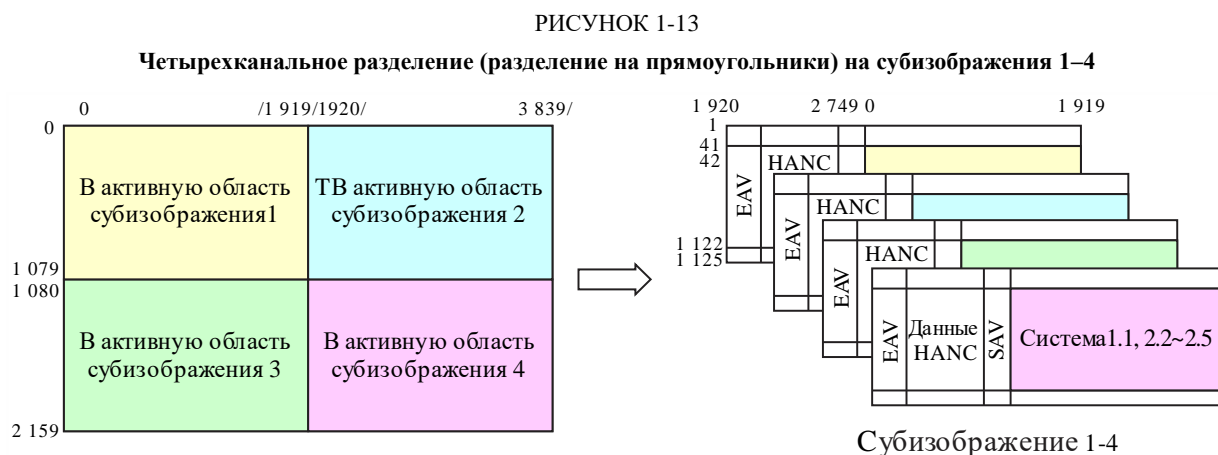 РИСУНОК 1-13
Четырехканальное разделение (разделение на прямоугольники) на субизображения 1–4
0 /1 919/1920/ 3 839/
0
В активную область
субизображения1
ТВ активную область
субизображения 2
1 079
1 080
В активную область
субизображения 3
В активную область
субизображения 4
2 159
1 920 2 749 0 1 919
1
41
42
HANC
EAV
HANC
EAV
1 122
1 125
HANC
EAV
EAV
Данные
HANC
SAV
Система1.1, 2.2~2.5
Субизображение 1-4